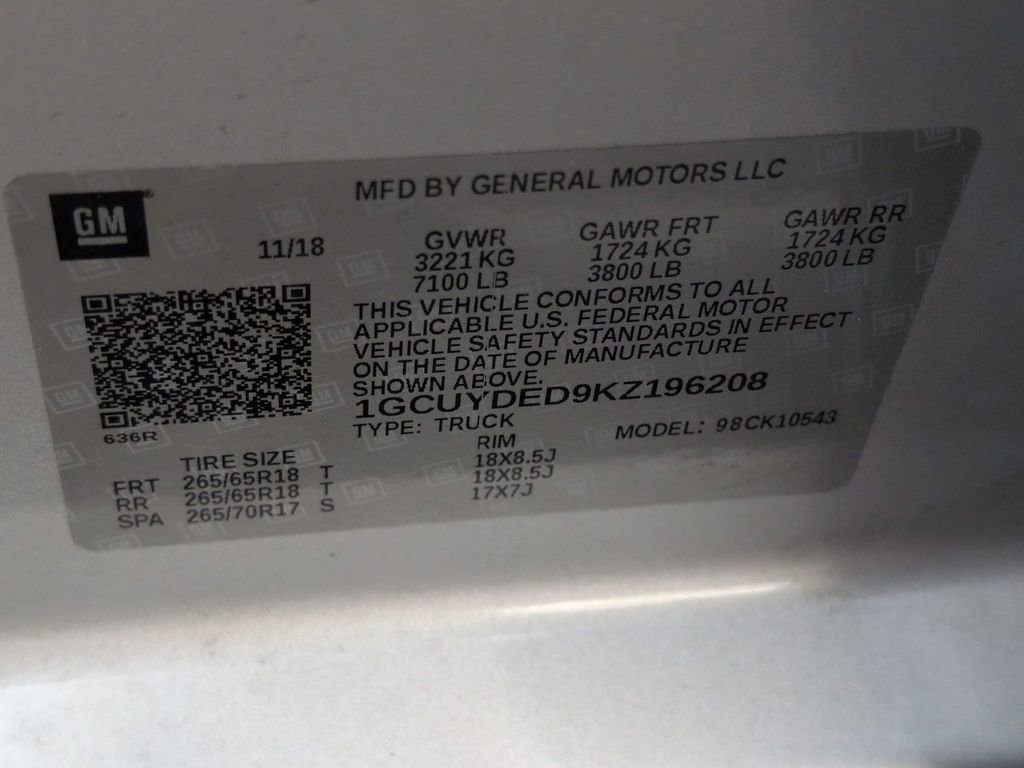 GM
MFD BY GENERAL MOTORS LLC
11/18
GVWR
3221 KG
7100 LB
GAWR FRT
1724 KG
3800 LB
GAWR RR
1724 KG
3800 LB
THIS VEHICLE CONFORMS TO ALL
APPLICABLE U.S. FEDERAL MOTOR
VEHICLE SAFETY STANDARDS IN EFFECT
ON THE DATE OF MANUFACTURE
SHOWN ABOVE.
1GCUYDED9KZ196208
TYPE: TRUCK
MODEL: 98CK10543
636R
TIRE SIZE RIM
FRT 265/65R18 T 18X8.5J
RR 265/65R18 T 18X8.5J
SPA 265/70R17 S 17X7J